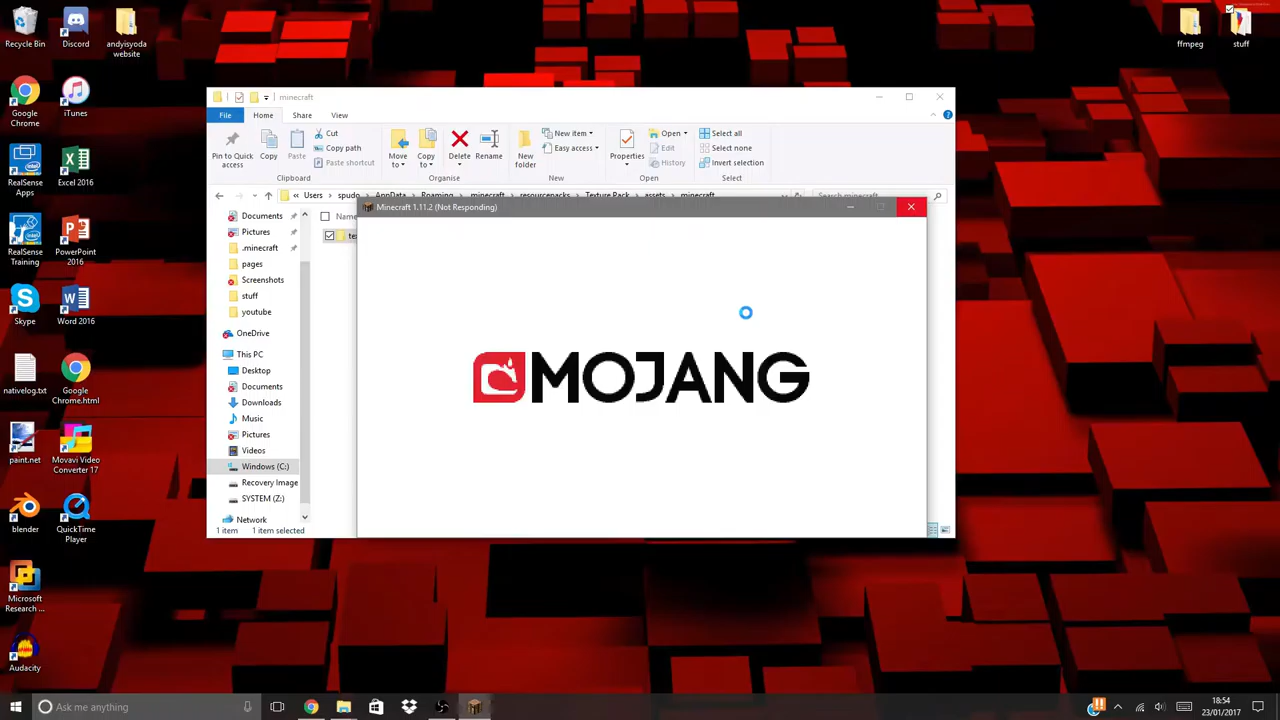 Recycle Bin
Discord
andyisyoda website
ffmpeg
stuff
Google Chrome
iTunes
RealSense Apps
Excel 2016
RealSense Training
PowerPoint 2016
Skype
Word 2016
nativelog.txt
Google Chrome.html
paint.net
Movavi Video Converter 17
blender
QuickTime Player
Microsoft Research ...
Audacity
minecraft
File
Home
Share
View
Pin to Quick access
Copy
Paste
Cut
Copy path
Paste shortcut
Clipboard
Move to
Copy to
Delete
Rename
Organise
New folder
New item
Easy access
New
Properties
Open
Edit
History
Open
Select all
Select none
Invert selection
Select
« Users spudo AppData Roaming .minecraft resourcepacks Texture Pack assets minecraft
Search minecraft
Name
te
Documents
Pictures
.minecraft
pages
Screenshots
stuff
youtube
OneDrive
This PC
Desktop
Documents
Downloads
Music
Pictures
Videos
Windows (C:)
Recovery Image
SYSTEM (Z:)
Network
1 item
1 item selected
Minecraft 1.11.2 (Not Responding)
MOJANG
Ask me anything
18:54
23/01/2017